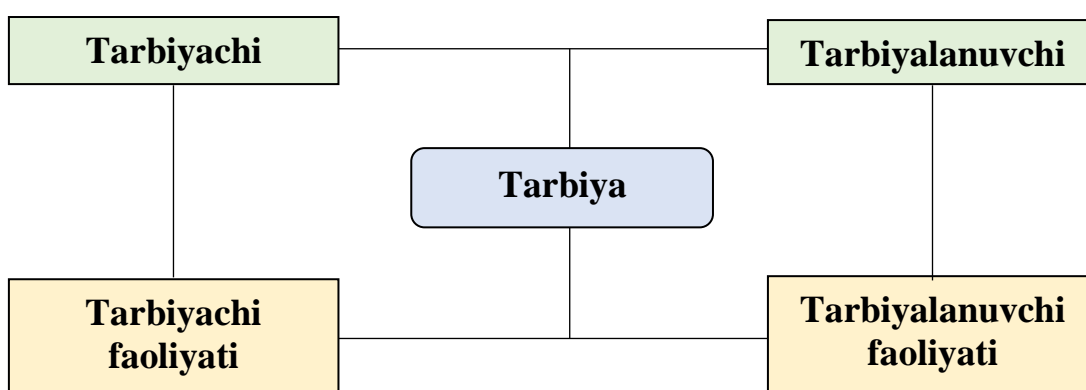 Tarbiyachi
Tarbiyalanuvchi
Tarbiya
Tarbiyachi
faoliyati
Tarbiyalanuvchi
faoliyati